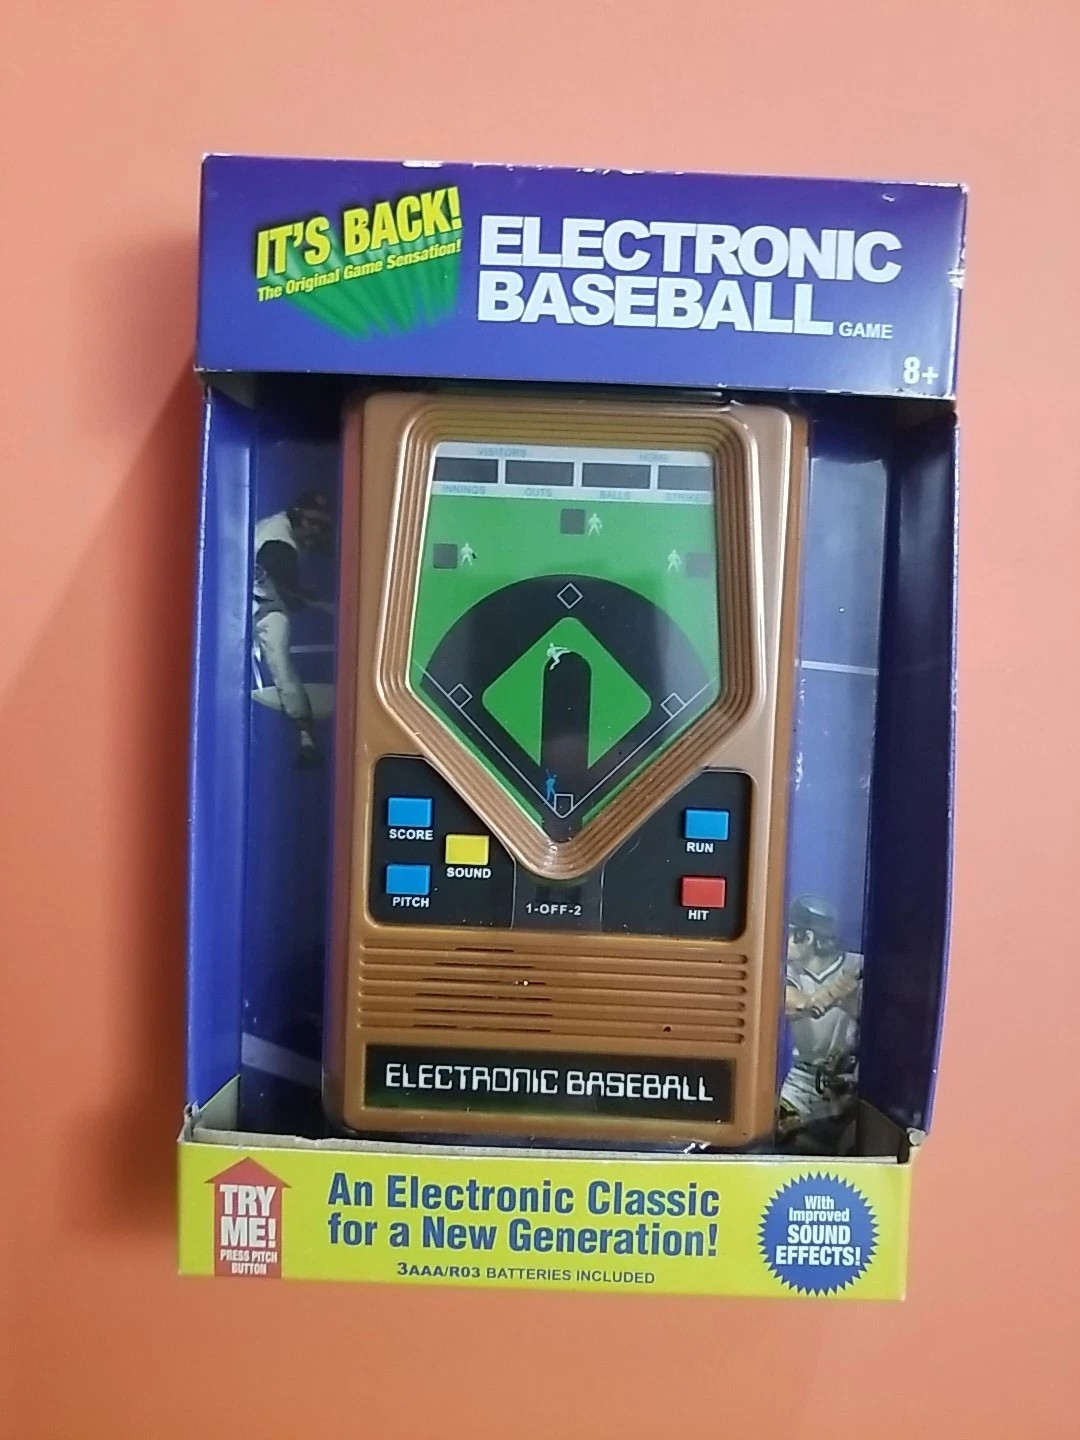 IT'S BACK!
The Original Game Sensation!
ELECTRONIC
BASEBALL GAME
8+
VISITORS HOME
INNINGS OUTS BALLS STRIKES
SCORE
SOUND
PITCH
RUN
HIT
1-OFF-2
ELECTRONIC BASEBALL
TRY
ME!
PRESS PITCH
BUTTON
An Electronic Classic
for a New Generation!
3AAA/R03 BATTERIES INCLUDED
With
Improved
SOUND
EFFECTS!